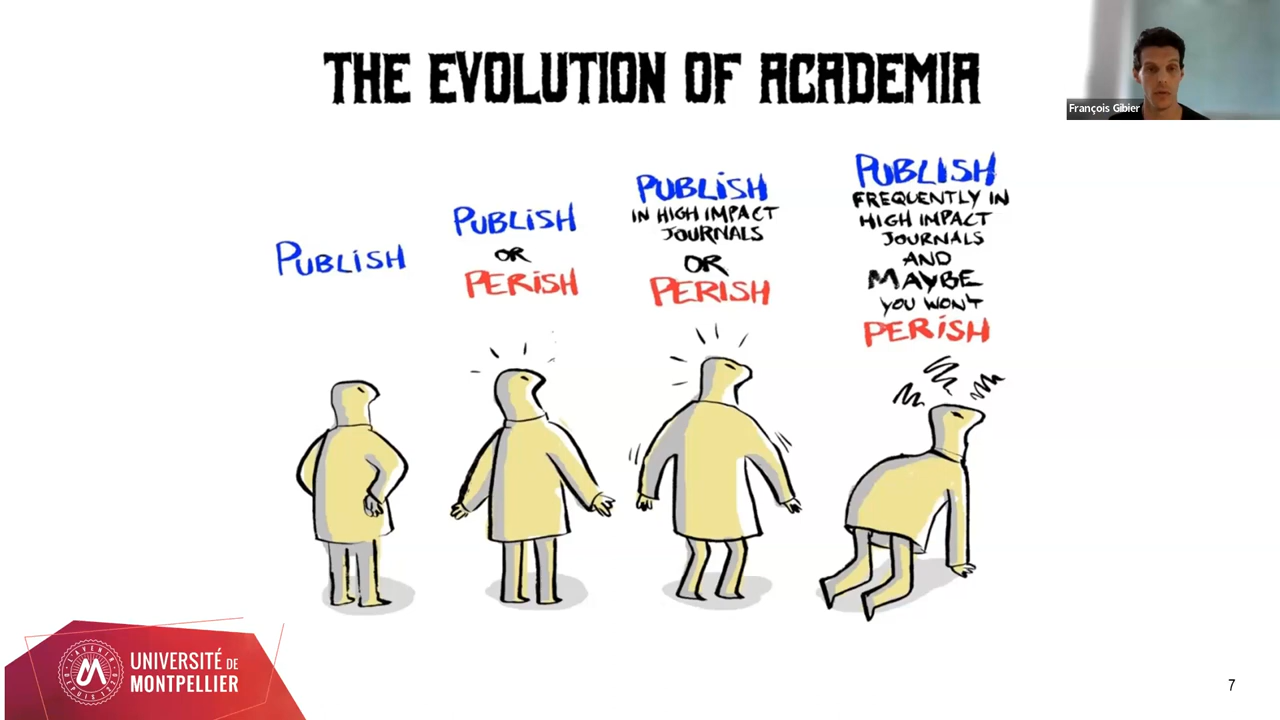 THE EVOLUTION OF ACADEMIA
François Gibier
PUBLISH
PUBLISH
OR
PERISH
PUBLISH
IN HIGH IMPACT
JOURNALS
OR
PERISH
PUBLISH
FREQUENTLY IN
HIGH IMPACT
JOURNALS
AND
MAYBE
YOU WON'T
PERISH
UNIVERSITÉ DE
MONTPELLIER
7